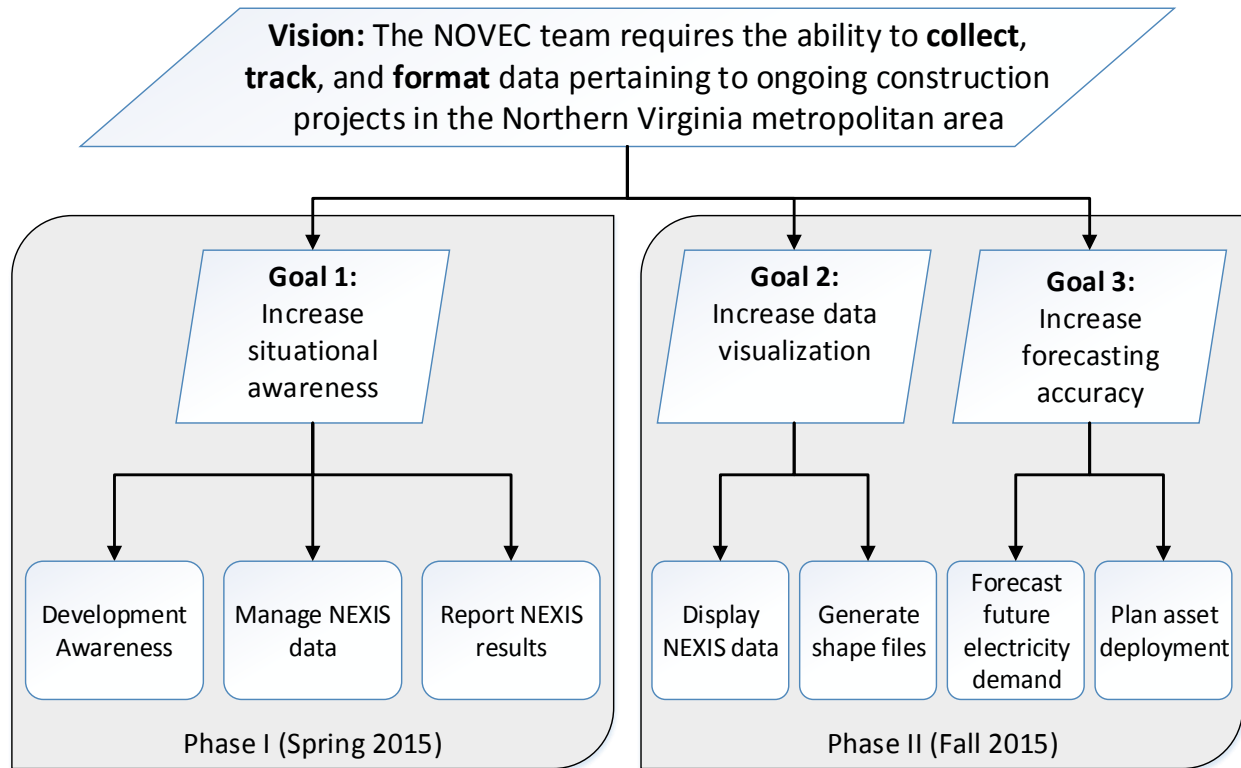 Vision: The NOVEC team requires the ability to collect,
track, and format data pertaining to ongoing construction
projects in the Northern Virginia metropolitan area
Goal 1:
Increase
situational
awareness
Development
Awareness
Manage NEXIS
data
Report NEXIS
results
Phase I (Spring 2015)
Goal 2:
Increase data
visualization
Goal 3:
Increase
forecasting
accuracy
Display
NEXIS data
Generate
shape files
Forecast
future
electricity
demand
Plan asset
deployment
Phase II (Fall 2015)